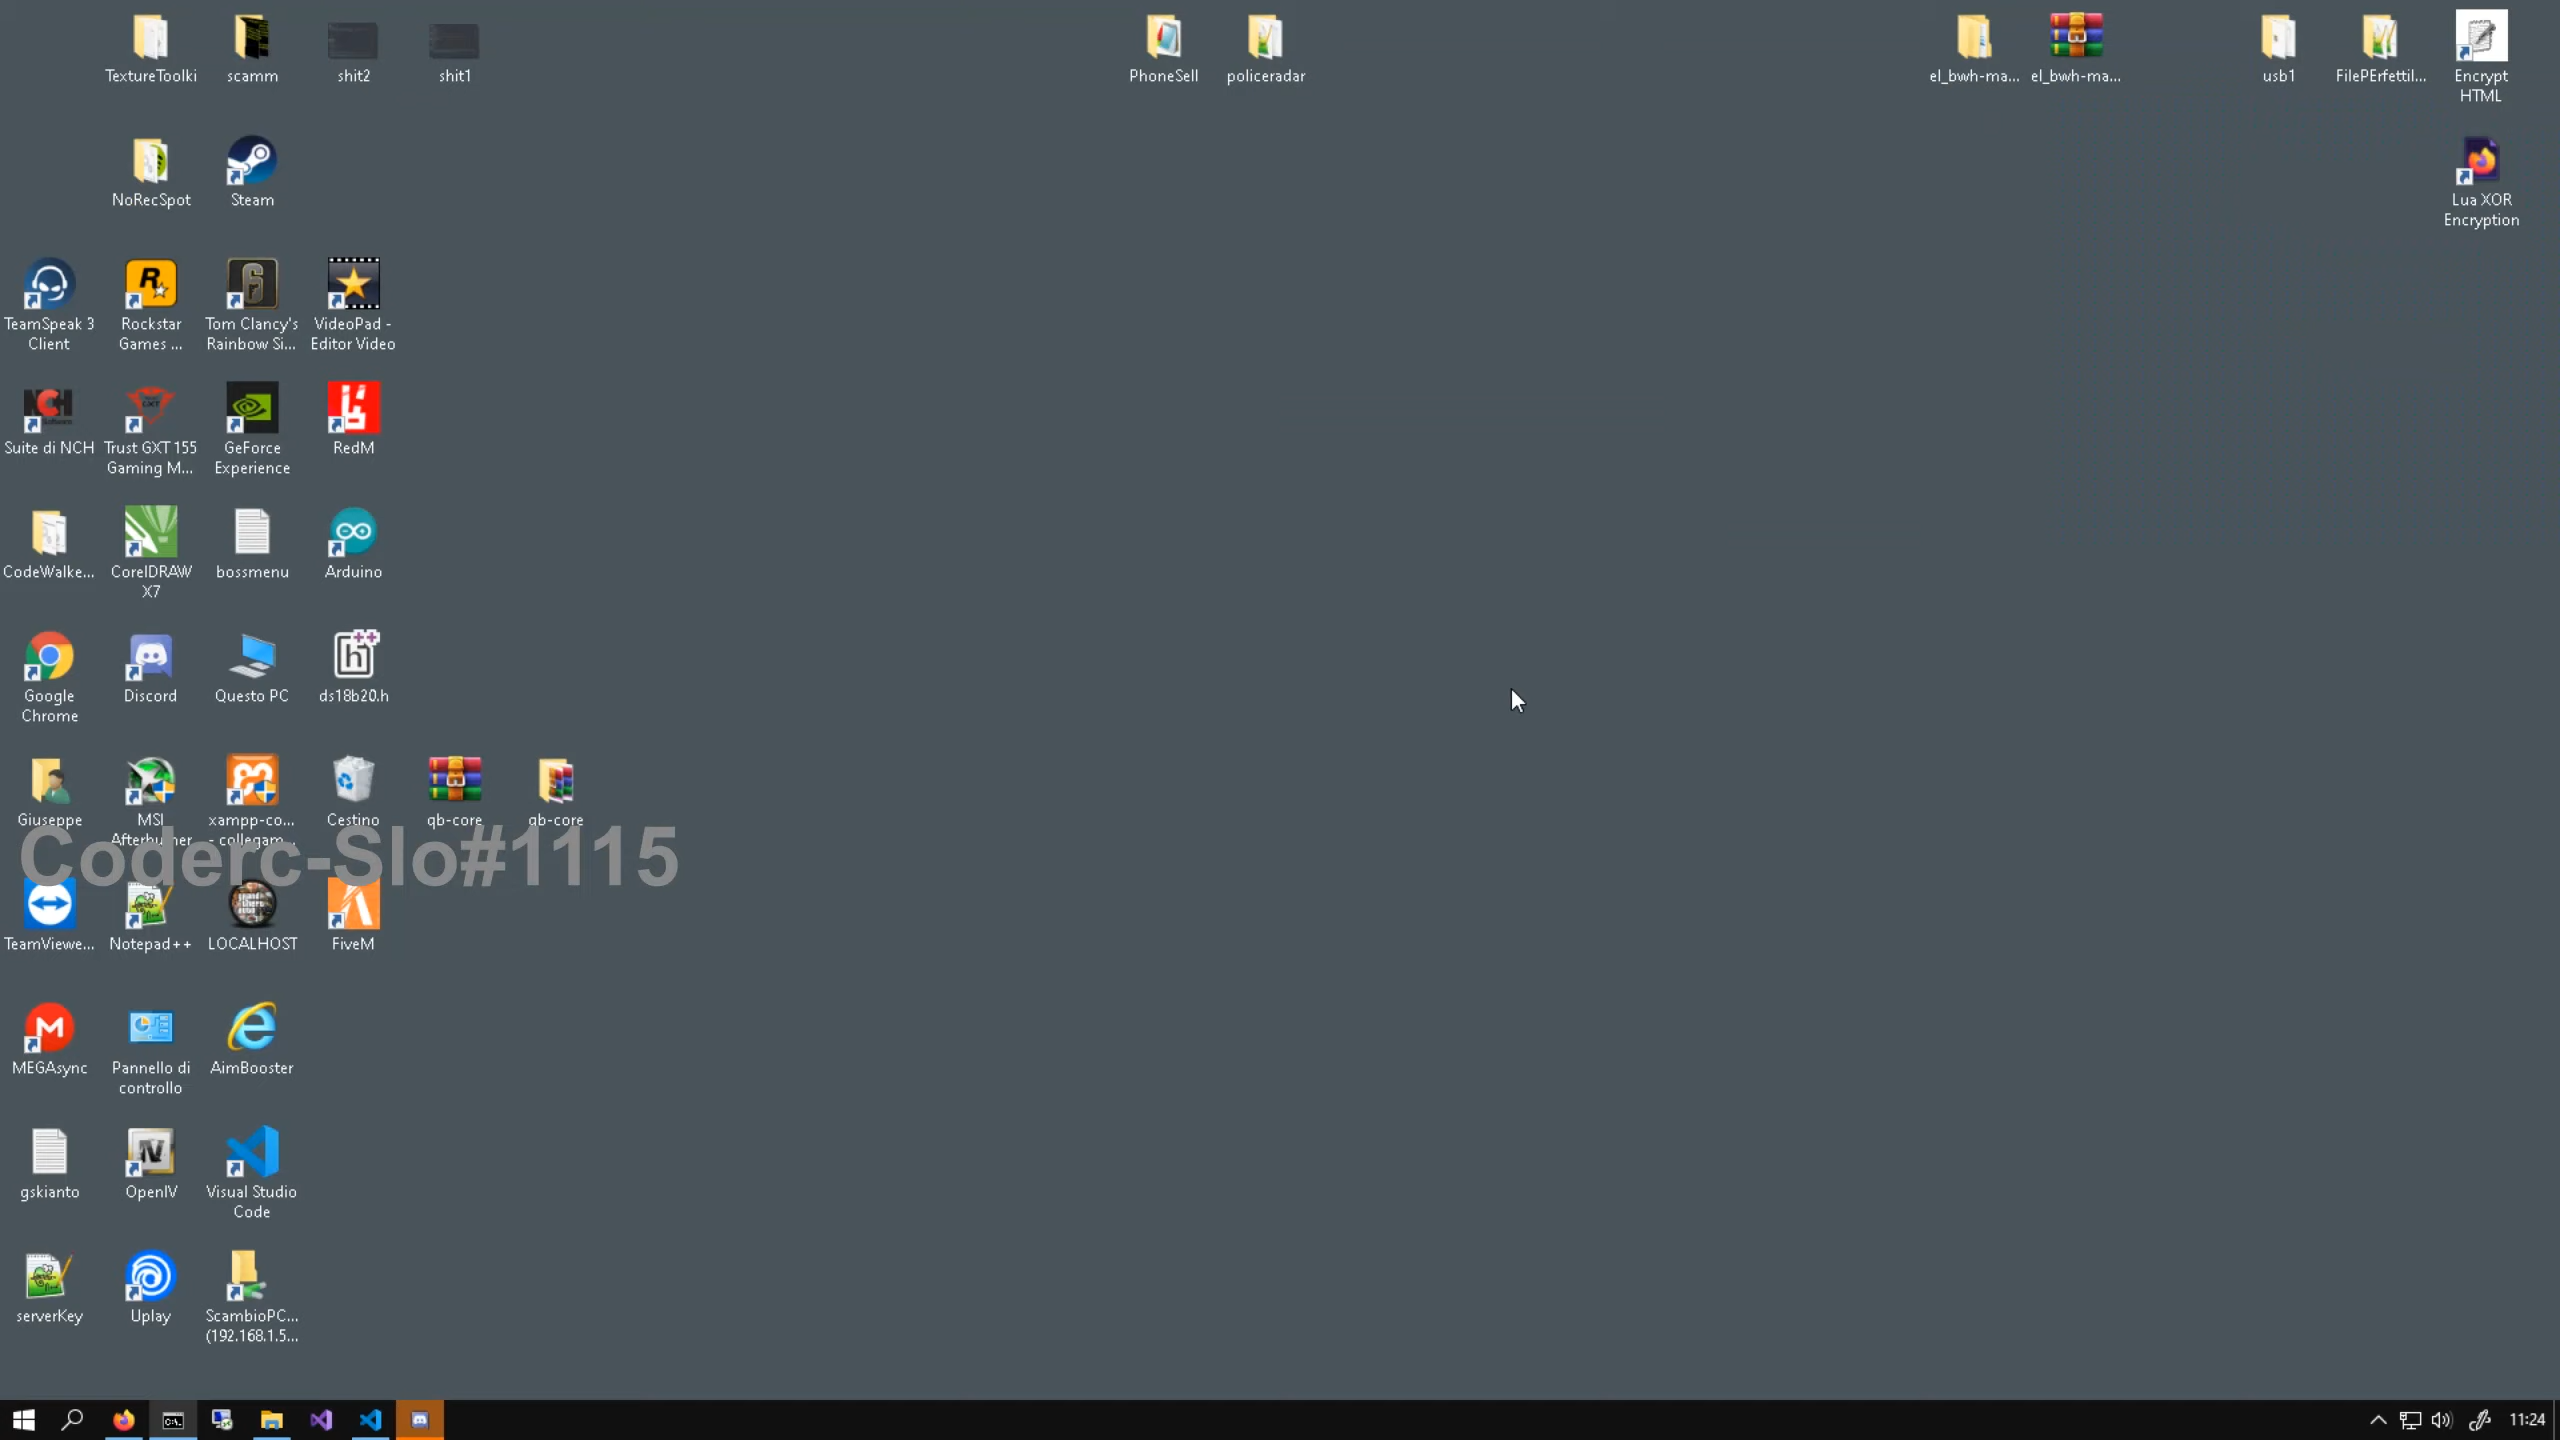 TextureToolki
scamm
shit2
shit1
PhoneSell
policeradar
el_bwh-ma...
el_bwh-ma...
usb1
FilePErfettil...
Encrypt
HTML
NoRecSpot
Steam
Lua XOR
Encryption
TeamSpeak 3
Client
Rockstar
Games ...
Tom Clancy's
Rainbow Si...
VideoPad -
Editor Video
Suite di NCH
Trust GXT 155
Gaming M...
GeForce
Experience
RedM
CodeWalke...
CorelDRAW
X7
bossmenu
Arduino
Google
Chrome
Discord
Questo PC
ds18b20.h
Giuseppe
MSI
Afterburner
xampp-co...
- collegam...
Cestino
qb-core
qb-core
Coderc-Slo#1115
TeamViewe...
Notepad++
LOCALHOST
FiveM
MEGAsync
Pannello di
controllo
AimBooster
gskianto
OpenIV
Visual Studio
Code
serverKey
Uplay
ScambioPC...
(192.168.1.5...
11:24